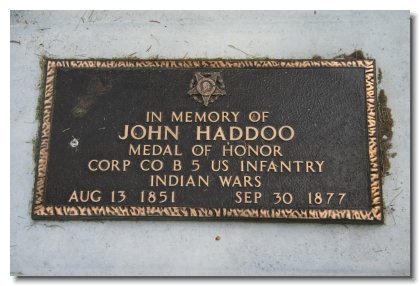 IN MEMORY OF
JOHN HADDOO
MEDAL OF HONOR
CORP CO B 5 US INFANTRY
INDIAN WARS
AUG 13 1851 SEP 30 1877